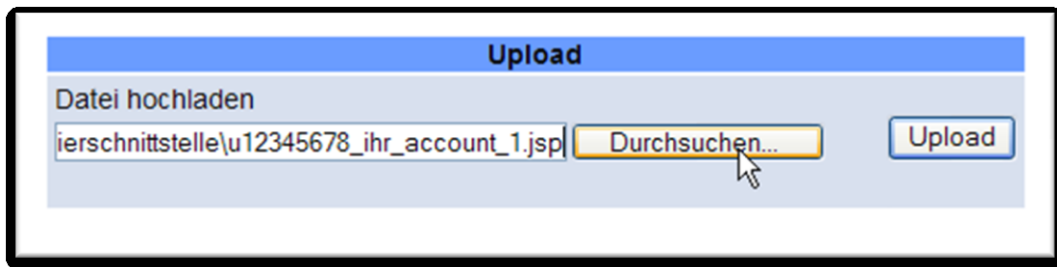 Upload
Datei hochladen
ierschnittstelle\u12345678_ihr_account_1.jsp Durchsuchen... Upload